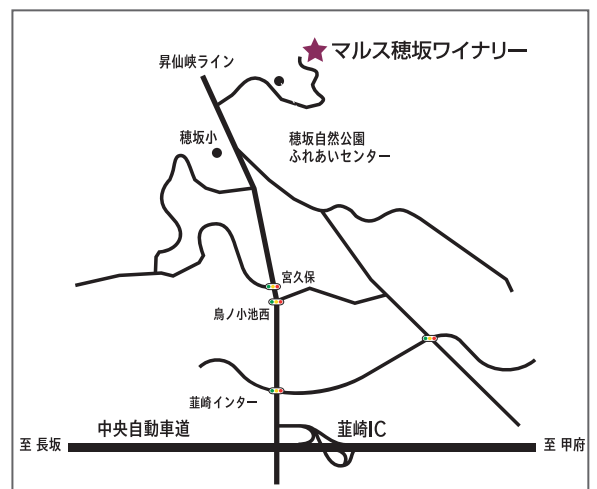 マルス穂坂ワイナリー
昇仙峡ライン
穂坂小
穂坂自然公園
ふれあいセンター
宮久保
鳥ノ小池西
韮崎インター
中央自動車道
韮崎IC
至 長坂
至 甲府